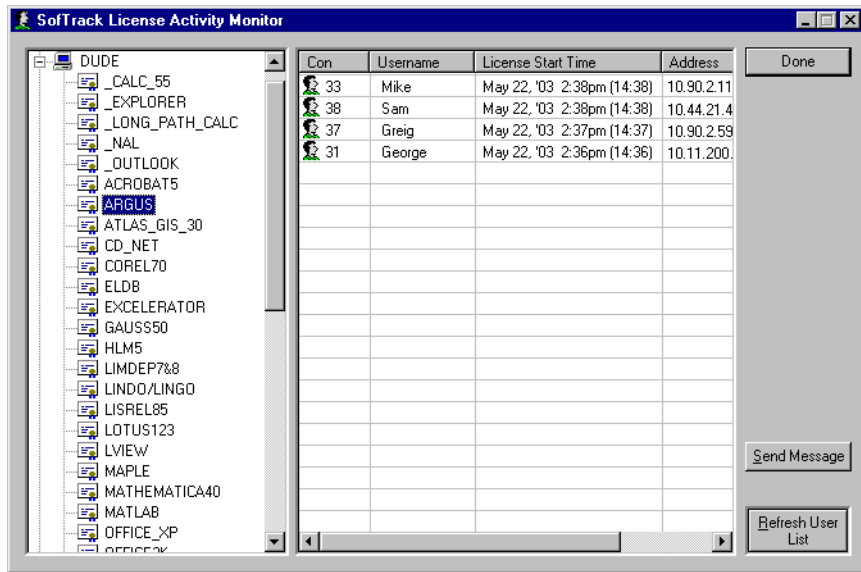 SofTrack License Activity Monitor
DUDE
_CALC_55
_EXPLORER
_LONG_PATH_CALC
_NAL
_OUTLOOK
ACROBAT5
ARGUS
ATLAS_GIS_30
CD_NET
COREL70
ELDB
EXCELERATOR
GAUSS50
HLM5
LIMDEP7&8
LINDO/LINGO
LISREL85
LOTUS123
LVIEW
MAPLE
MATHEMATICA40
MATLAB
OFFICE_XP
Con Username License Start Time Address
33 Mike May 22, '03 2:38pm (14:38) 10.90.2.11
38 Sam May 22, '03 2:38pm (14:38) 10.44.21.4
37 Greig May 22, '03 2:37pm (14:37) 10.90.2.59
31 George May 22, '03 2:36pm (14:36) 10.11.200.
Done
Send Message
Refresh User
List